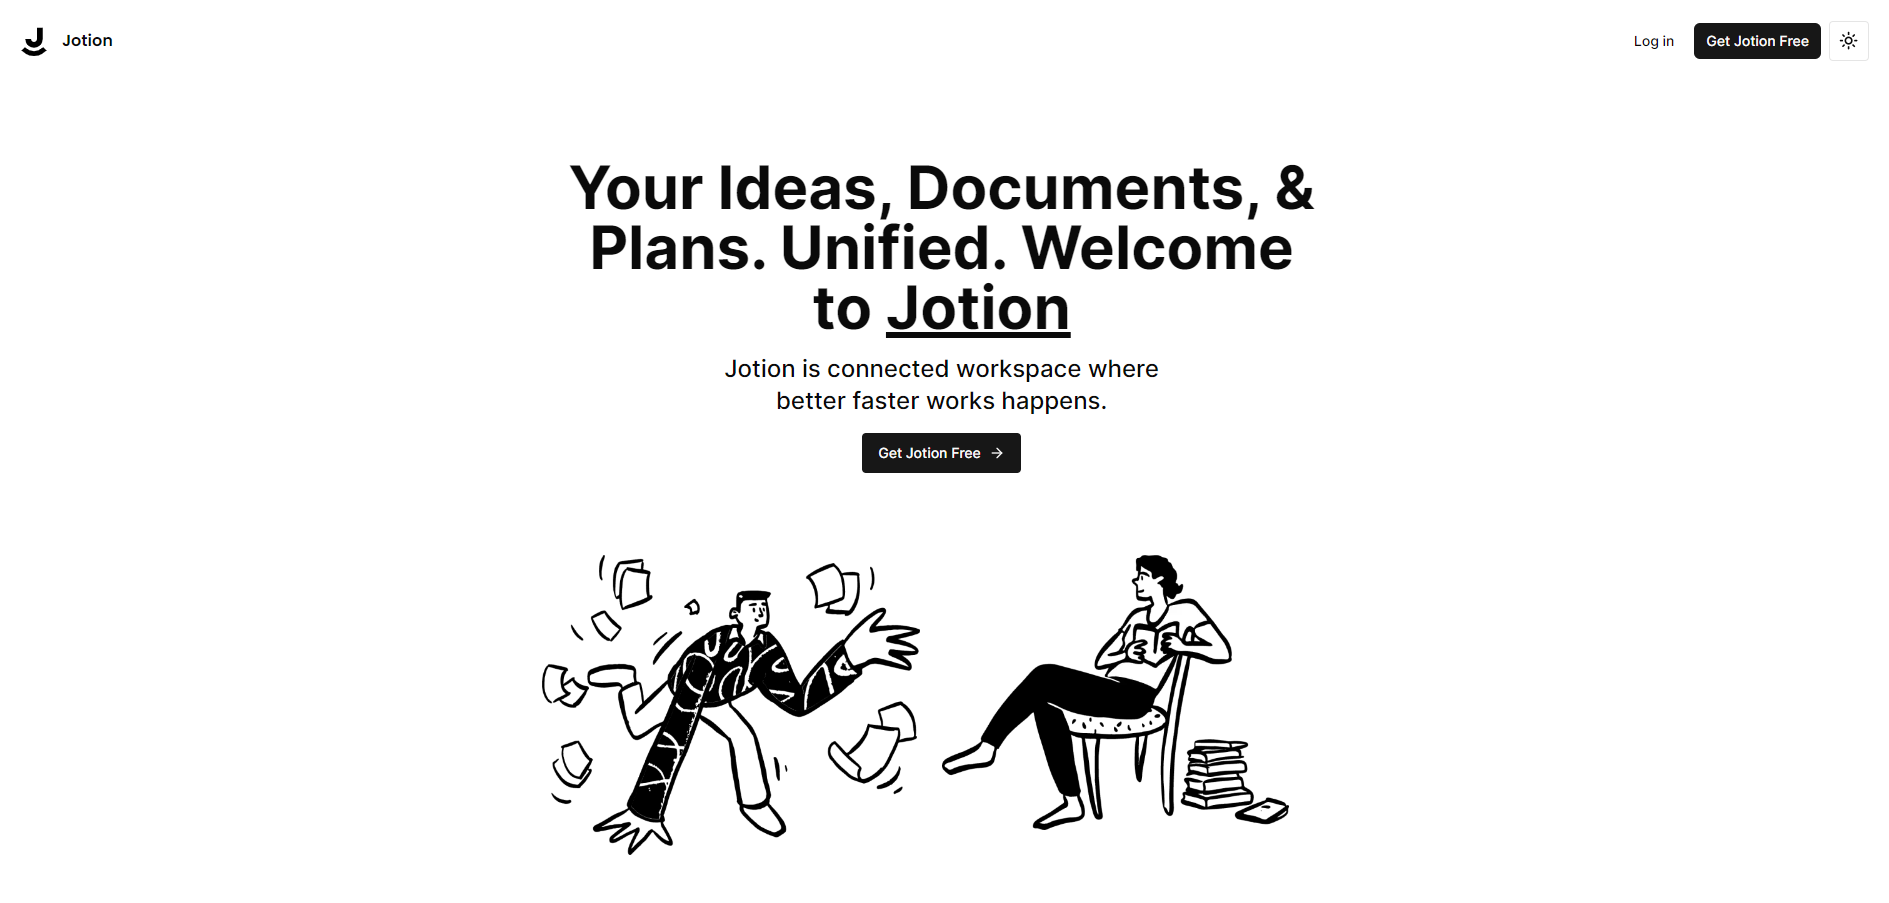 Jotion
Log in
Get Jotion Free
Your Ideas, Documents, &
Plans. Unified. Welcome
to Jotion
Jotion is connected workspace where
better faster works happens.
Get Jotion Free